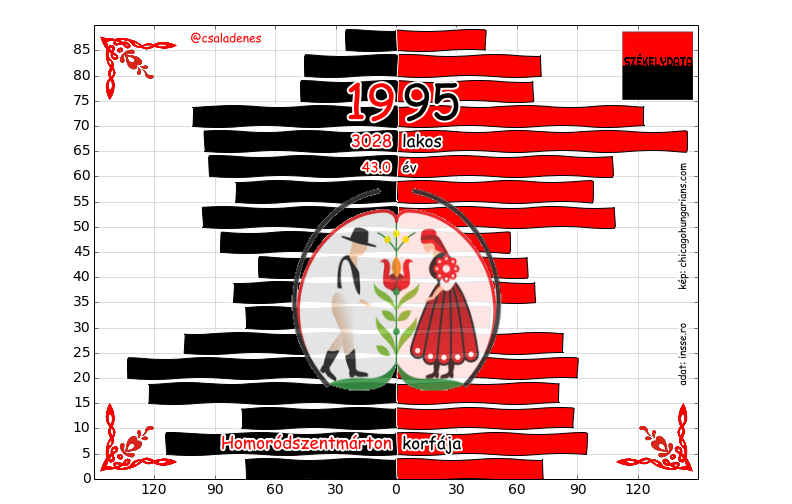 @csaladenes
SZÉKELYDATA
1995
3028 lakos
43.0 év
kép: chicagohungarians.com
adat: insse.ro
Homoródszentmárton korfája
85
80
75
70
65
60
55
50
45
40
35
30
25
20
15
10
5
0
120 90 60 30 0 30 60 90 120